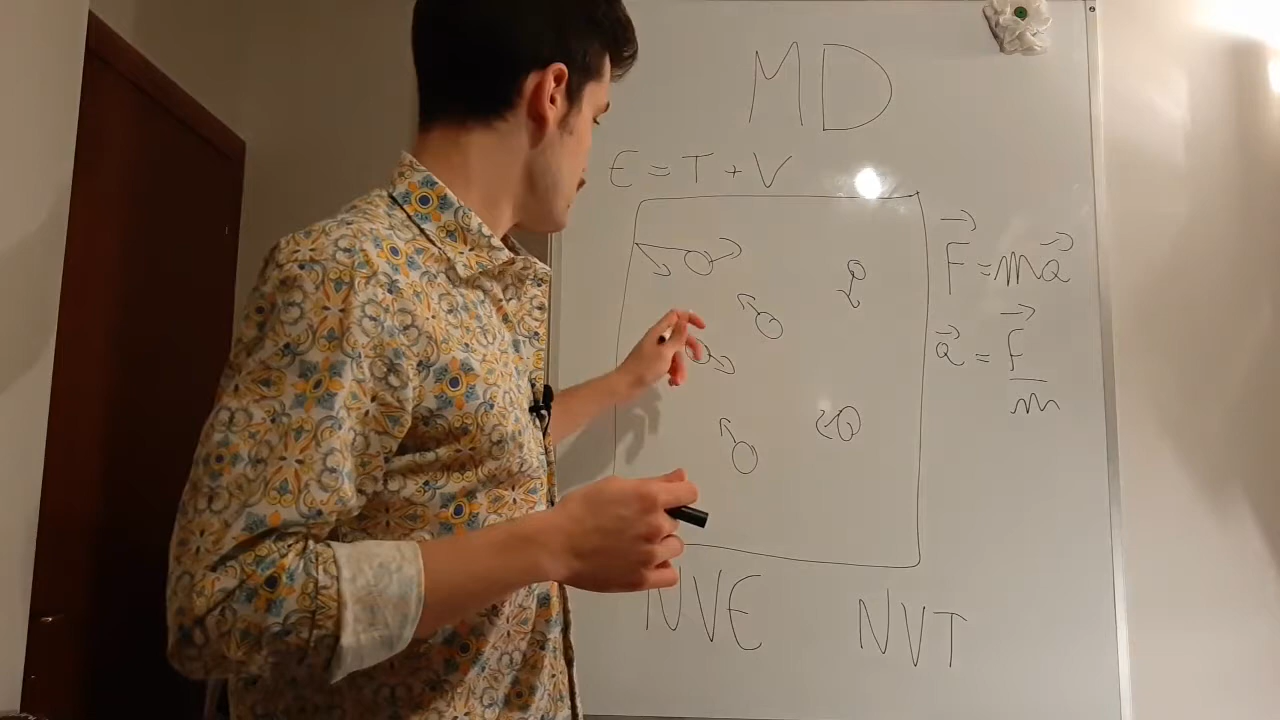 MD
E = T + V
F = ma
a = F
m
NVE
NVT